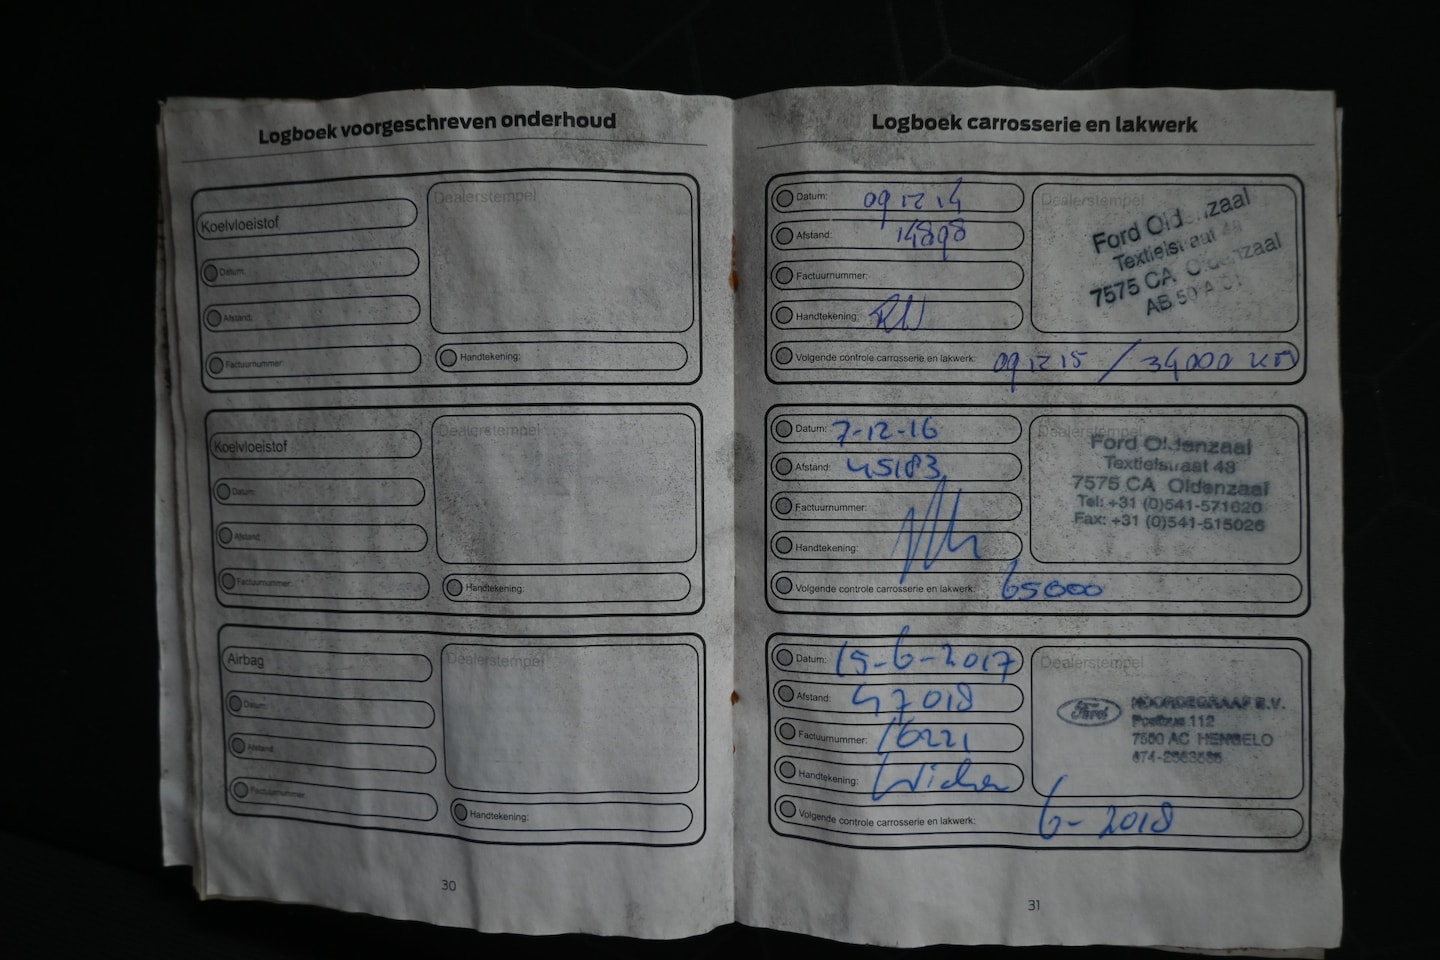 Logboek voorgeschreven onderhoud
Koelvloeistof
Datum:
Afstand:
Factuurnummer:
Dealerstempel
Handtekening:
Koelvloeistof
Datum:
Afstand:
Factuurnummer:
Dealerstempel
Handtekening:
Airbag
Datum:
Afstand:
Factuurnummer:
Dealerstempel
Handtekening:
30
Logboek carrosserie en lakwerk
Datum: 09 12 14
Afstand: 14898
Factuurnummer:
Handtekening:
Dealerstempel
Ford Oldenzaal
Textielstraat 48
7575 CA Oldenzaal
Volgende controle carrosserie en lakwerk: 09 12 15 / 34000 KM
Datum: 7-12-16
Afstand: 45183
Factuurnummer:
Handtekening:
Dealerstempel
Ford Oldenzaal
Textielstraat 48
7575 CA Oldenzaal
Tel: +31 (0)541-571620
Fax: +31 (0)541-515026
Volgende controle carrosserie en lakwerk: 65000
Datum: 15-6-2017
Afstand: 47018
Factuurnummer: 16221
Handtekening:
Dealerstempel
Ford
NOORDEGRAAF B.V.
Postbus 112
7550 AC HENGELO
Volgende controle carrosserie en lakwerk: 6-2018
31